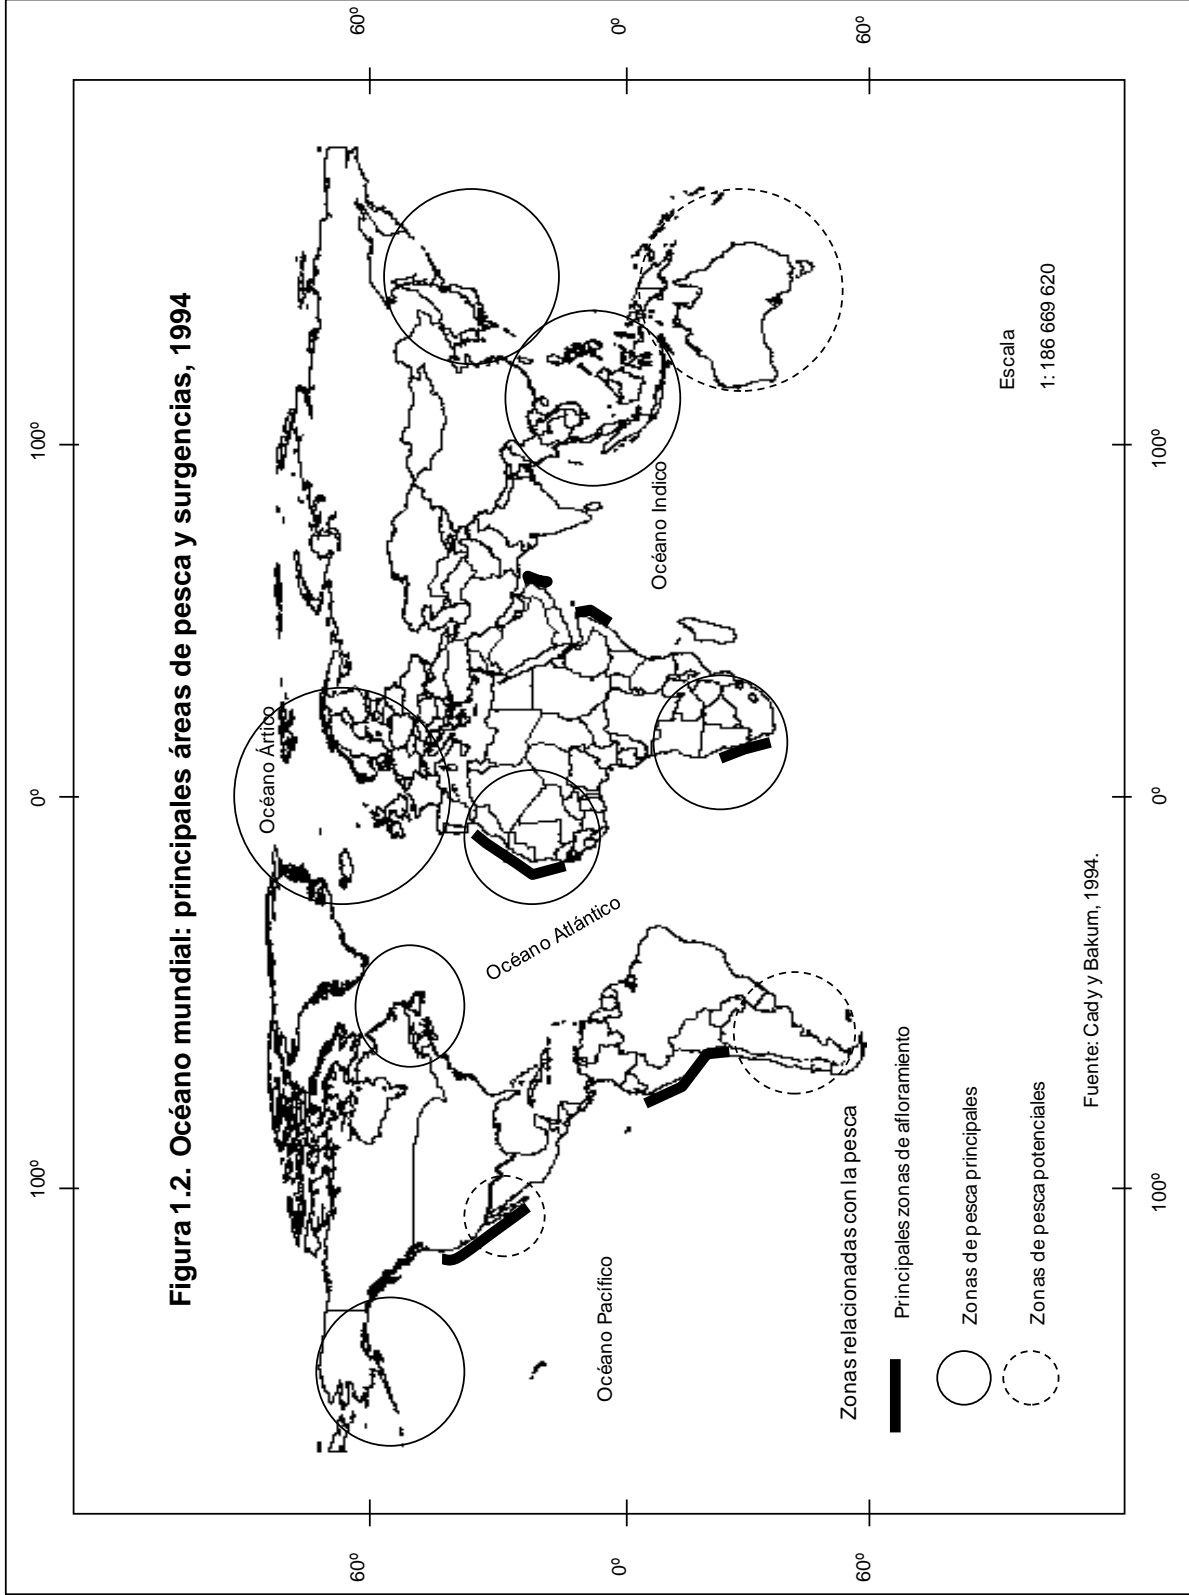 Figura 1.2. Océano mundial: principales áreas de pesca y surgencias, 1994
100º
0º
100º
60º
60º
Océano Ártico
Océano Atlántico
Océano Indico
0º
0º
Océano Pacífico
Zonas relacionadas con la pesca
Principales zonas de afloramiento
Zonas de pesca principales
Zonas de pesca potenciales
Escala
1: 186 669 620
60º
60º
Fuente: Cady y Bakum, 1994.
100º
0º
100º